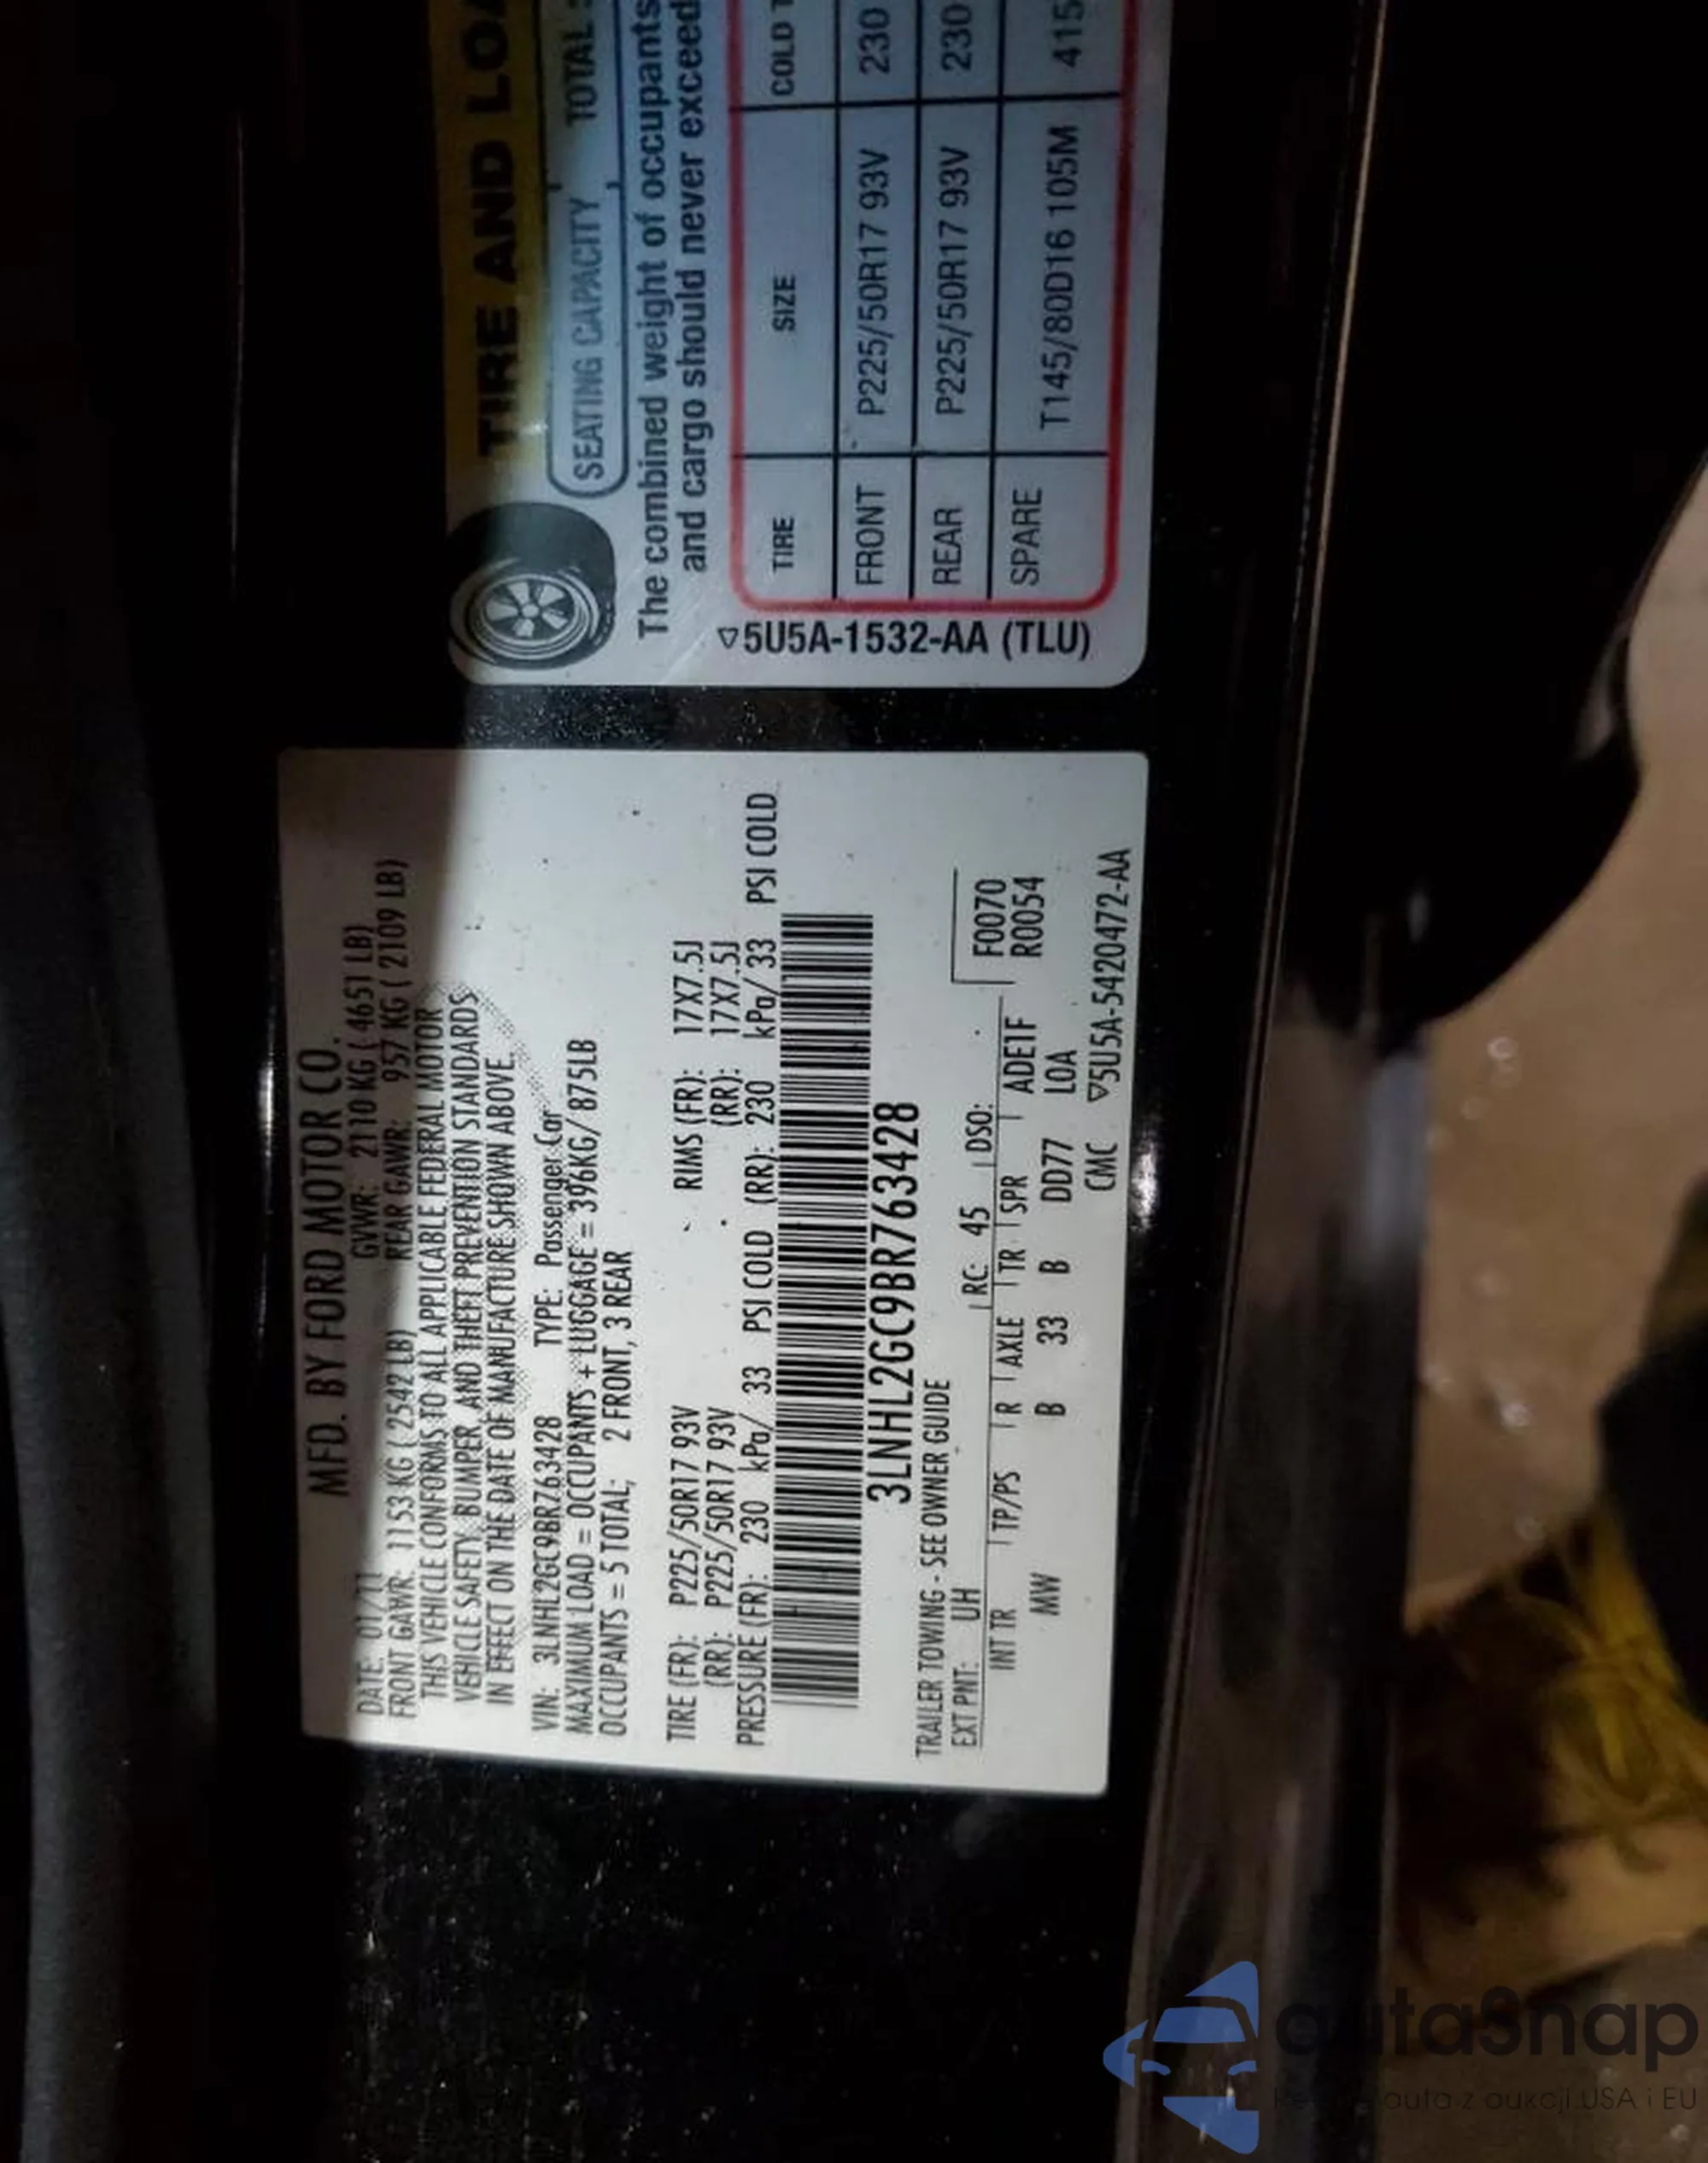 MFD. BY FORD MOTOR CO.
DATE: 01/11 GVWR: 2110 KG ( 4651 LB)
FRONT GAWR: 1153 KG ( 2542 LB) REAR GAWR: 957 KG ( 2109 LB)
THIS VEHICLE CONFORMS TO ALL APPLICABLE FEDERAL MOTOR
VEHICLE SAFETY, BUMPER, AND THEFT PREVENTION STANDARDS
IN EFFECT ON THE DATE OF MANUFACTURE SHOWN ABOVE.
VIN: 3LNHL2GC9BR763428 TYPE: Passenger Car
MAXIMUM LOAD = OCCUPANTS + LUGGAGE = 396KG/ 875LB
OCCUPANTS = 5 TOTAL; 2 FRONT, 3 REAR
TIRE (FR): P225/50R17 93V RIMS (FR): 17X7.5J
(RR): P225/50R17 93V (RR): 17X7.5J
PRESSURE (FR): 230 kPa/ 33 PSI COLD (RR): 230 kPa/ 33 PSI COLD
3LNHL2GC9BR763428
TRAILER TOWING - SEE OWNER GUIDE
EXT PNT: UH RC: 45 DSO: F0070
INT TR TP/PS R AXLE TR SPR ADE1F R0054
MW B 33 B DD77 LOA
CMC ▽5U5A-5420472-AA
TIRE AND
SEATING CAPACITY TOTAL
The combined weight of occupants
and cargo should never exceed
TIRE SIZE COLD
FRONT P225/50R17 93V 230
REAR P225/50R17 93V 230
SPARE T145/80D16 105M 415
▽5U5A-1532-AA (TLU)
autaSnap
auta z aukcji USA i EU